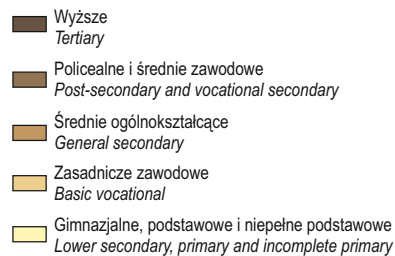 Wyższe
Tertiary
Policealne i średnie zawodowe
Post-secondary and vocational secondary
Średnie ogólnokształcące
General secondary
Zasadnicze zawodowe
Basic vocational
Gimnazjalne, podstawowe i niepełne podstawowe
Lower secondary, primary and incomplete primary